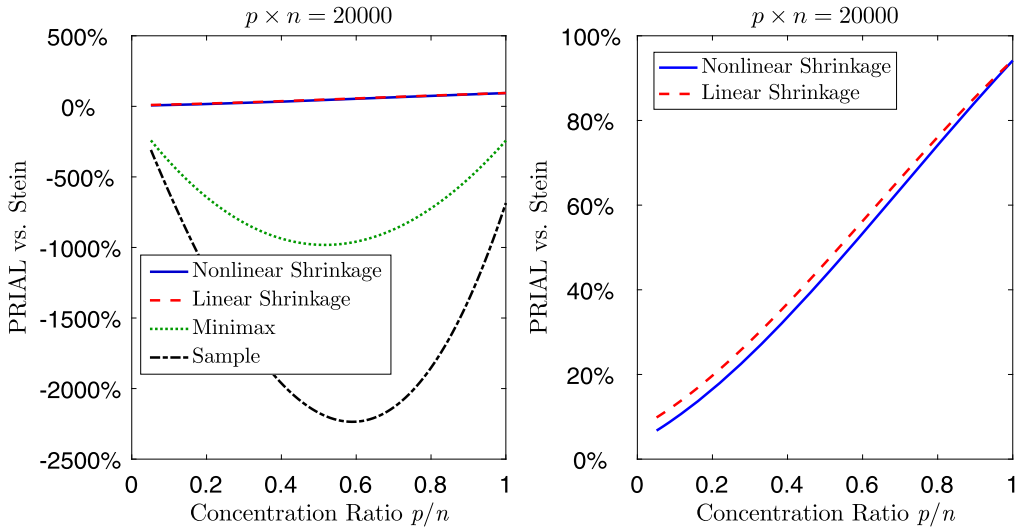 p × n = 20000
500%
0%
-500%
-1000%
-1500%
-2000%
-2500%
PRIAL vs. Stein
Nonlinear Shrinkage
Linear Shrinkage
Minimax
Sample
0 0.2 0.4 0.6 0.8 1
Concentration Ratio p/n
p × n = 20000
100%
80%
60%
40%
20%
0%
PRIAL vs. Stein
Nonlinear Shrinkage
Linear Shrinkage
0 0.2 0.4 0.6 0.8 1
Concentration Ratio p/n